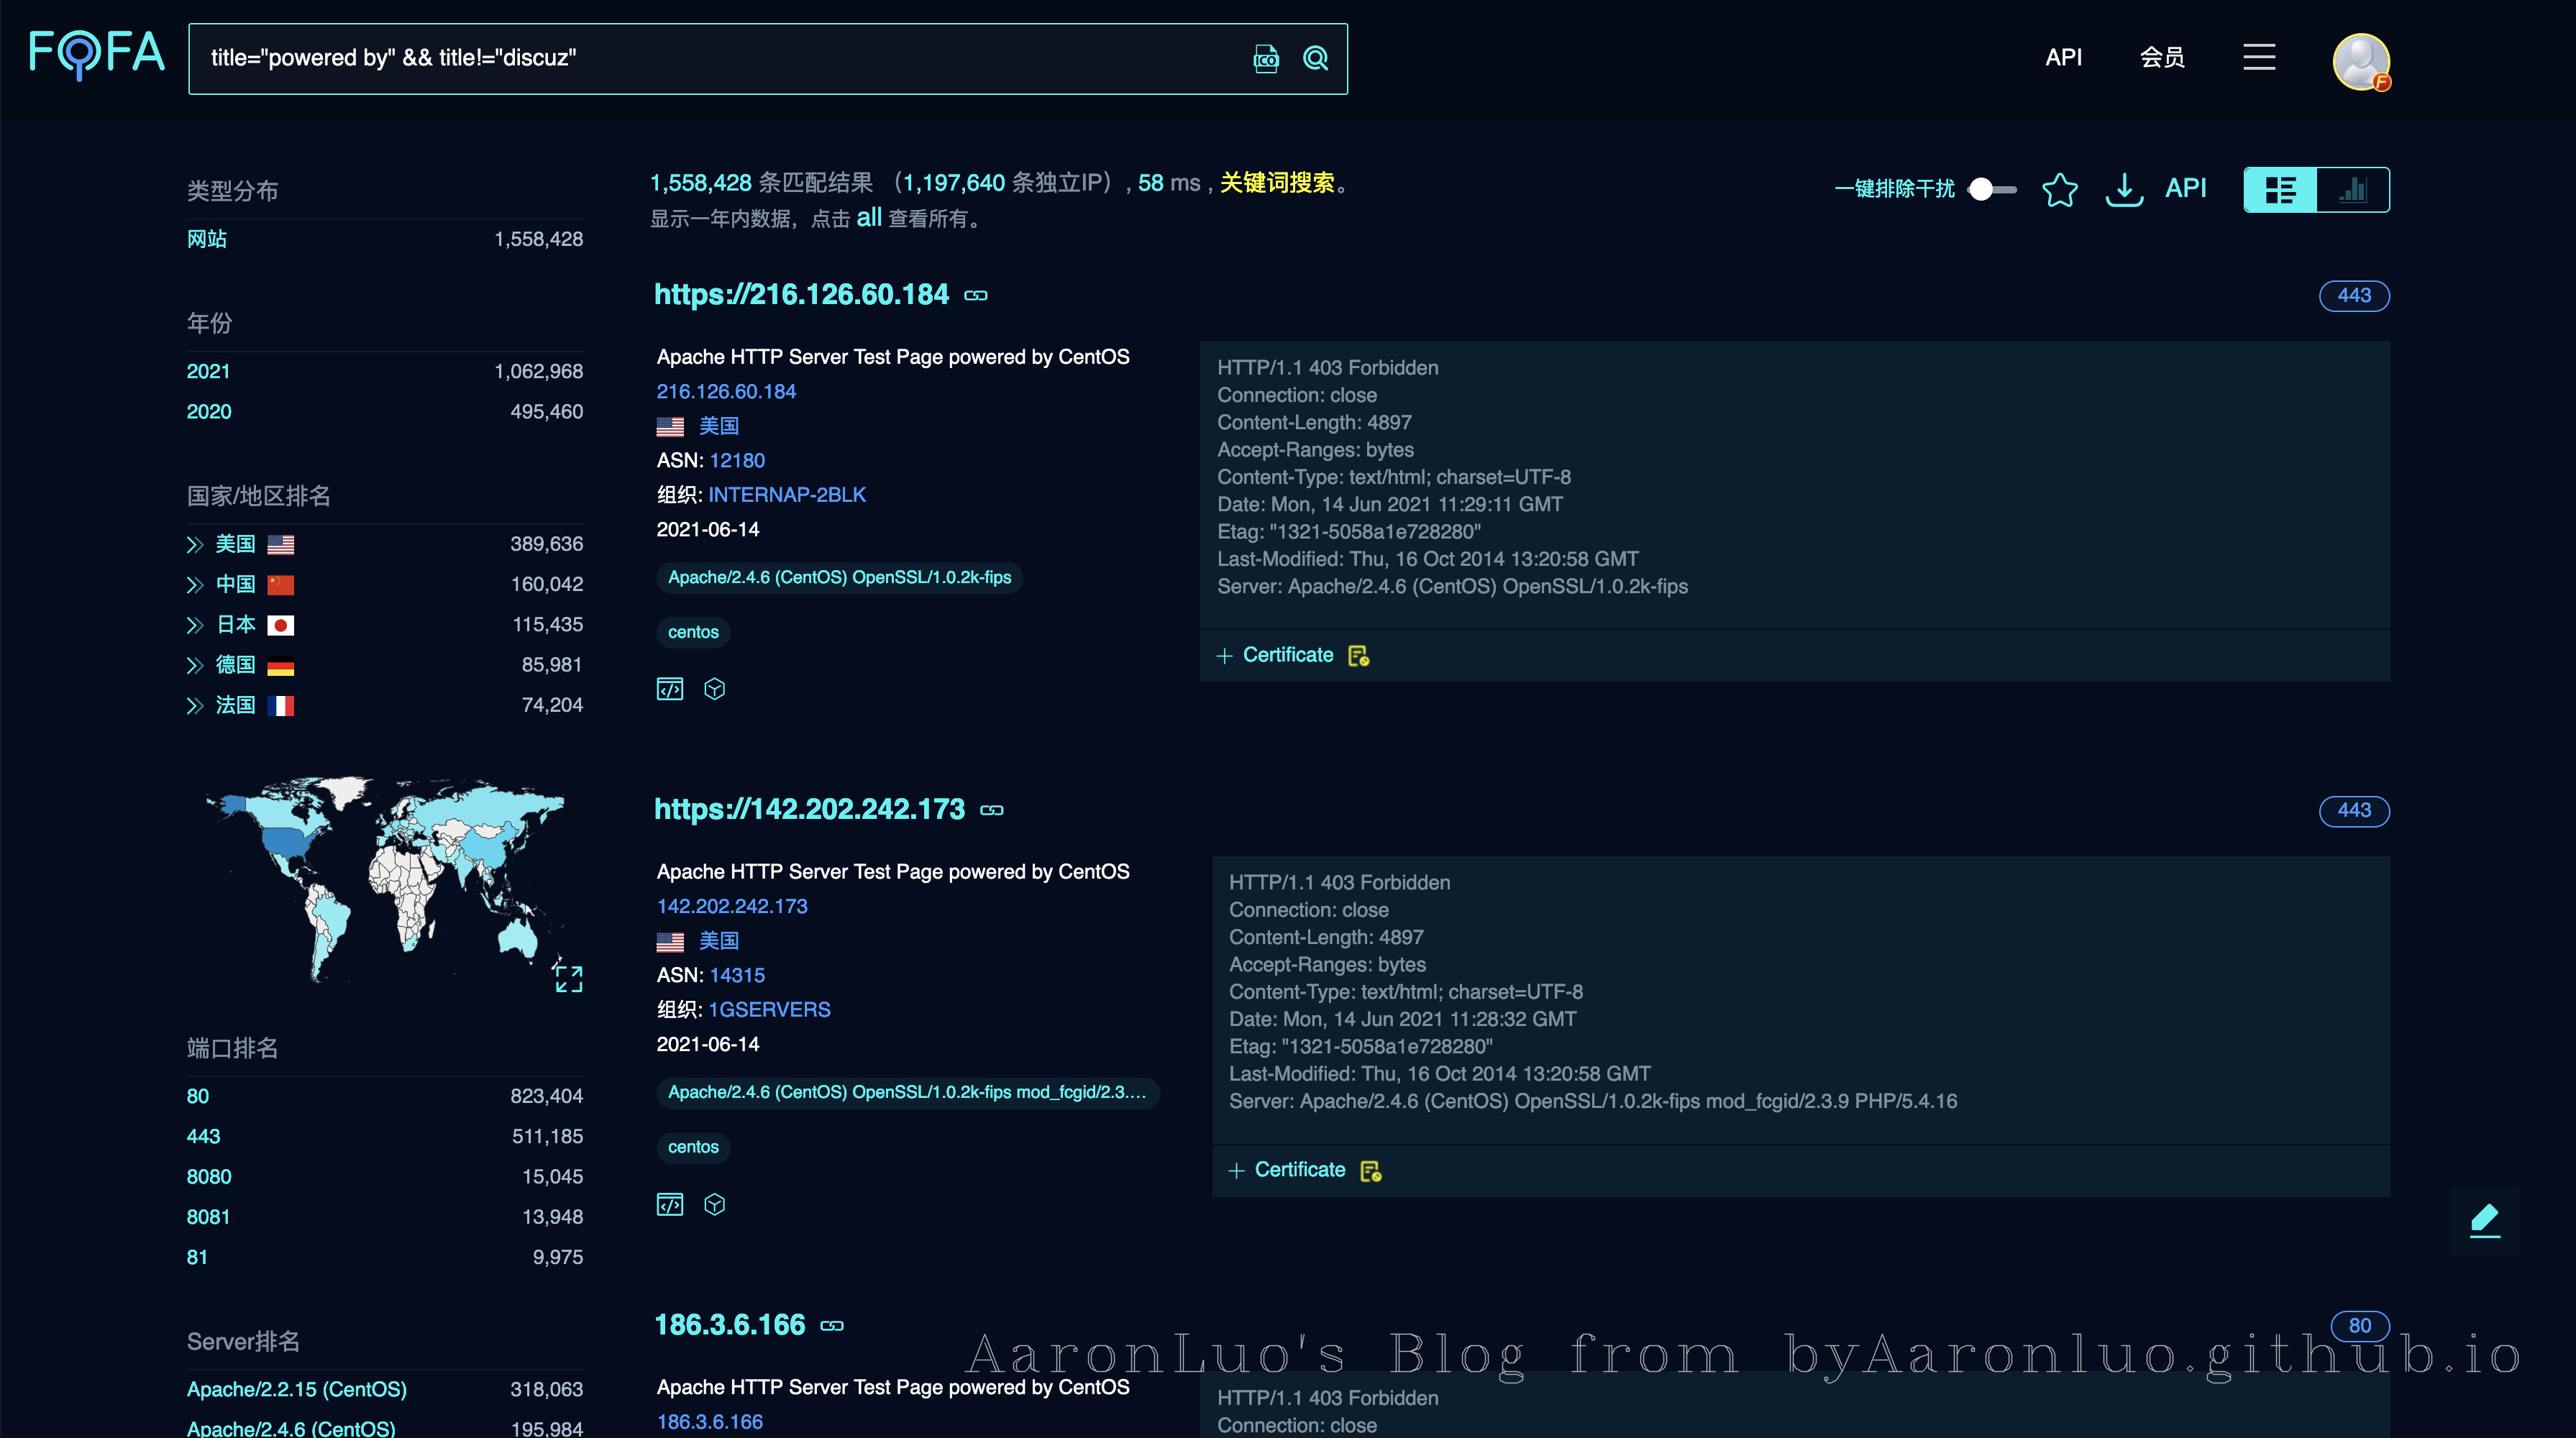 FOFA
title="powered by" && title!="discuz"
ICO
API
会员
F
类型分布
网站 1,558,428
年份
2021 1,062,968
2020 495,460
国家/地区排名
美国 389,636
中国 160,042
日本 115,435
德国 85,981
法国 74,204
端口排名
80 823,404
443 511,185
8080 15,045
8081 13,948
81 9,975
Server排名
Apache/2.2.15 (CentOS) 318,063
Apache/2.4.6 (CentOS) 195,984
1,558,428 条匹配结果 （1,197,640 条独立IP）, 58 ms , 关键词搜索。
显示一年内数据，点击 all 查看所有。
一键排除干扰
API
https://216.126.60.184
443
Apache HTTP Server Test Page powered by CentOS
216.126.60.184
美国
ASN: 12180
组织: INTERNAP-2BLK
2021-06-14
Apache/2.4.6 (CentOS) OpenSSL/1.0.2k-fips
centos
HTTP/1.1 403 Forbidden
Connection: close
Content-Length: 4897
Accept-Ranges: bytes
Content-Type: text/html; charset=UTF-8
Date: Mon, 14 Jun 2021 11:29:11 GMT
Etag: "1321-5058a1e728280"
Last-Modified: Thu, 16 Oct 2014 13:20:58 GMT
Server: Apache/2.4.6 (CentOS) OpenSSL/1.0.2k-fips
+ Certificate
https://142.202.242.173
443
Apache HTTP Server Test Page powered by CentOS
142.202.242.173
美国
ASN: 14315
组织: 1GSERVERS
2021-06-14
Apache/2.4.6 (CentOS) OpenSSL/1.0.2k-fips mod_fcgid/2.3....
centos
HTTP/1.1 403 Forbidden
Connection: close
Content-Length: 4897
Accept-Ranges: bytes
Content-Type: text/html; charset=UTF-8
Date: Mon, 14 Jun 2021 11:28:32 GMT
Etag: "1321-5058a1e728280"
Last-Modified: Thu, 16 Oct 2014 13:20:58 GMT
Server: Apache/2.4.6 (CentOS) OpenSSL/1.0.2k-fips mod_fcgid/2.3.9 PHP/5.4.16
+ Certificate
186.3.6.166
80
Apache HTTP Server Test Page powered by CentOS
186.3.6.166
HTTP/1.1 403 Forbidden
Connection: close
AaronLuo's Blog from byAaronluo.github.io